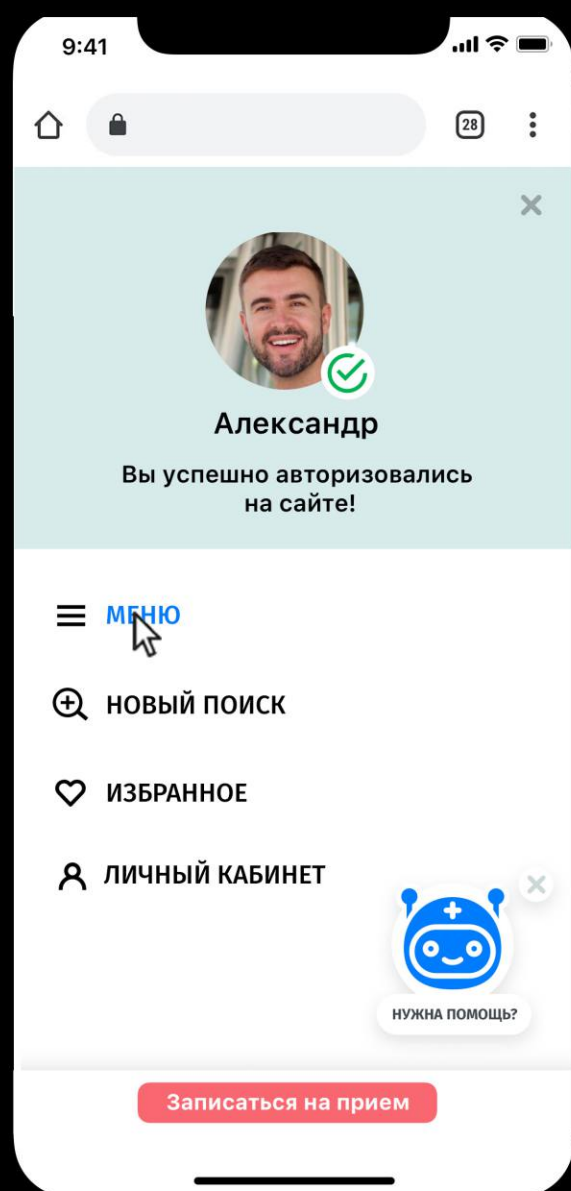 9:41
28
Александр
Вы успешно авторизовались
на сайте!
МЕНЮ
НОВЫЙ ПОИСК
ИЗБРАННОЕ
ЛИЧНЫЙ КАБИНЕТ
НУЖНА ПОМОЩЬ?
Записаться на прием